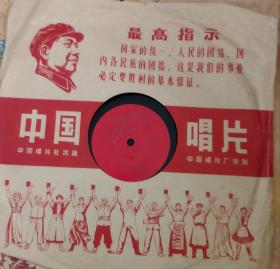 最高指示
国家的统一，人民的团结，国
内各民族的团结，这是我们的事业
必定要胜利的基本保证。
中国 唱片
中国唱片社出版 中国唱片厂印制